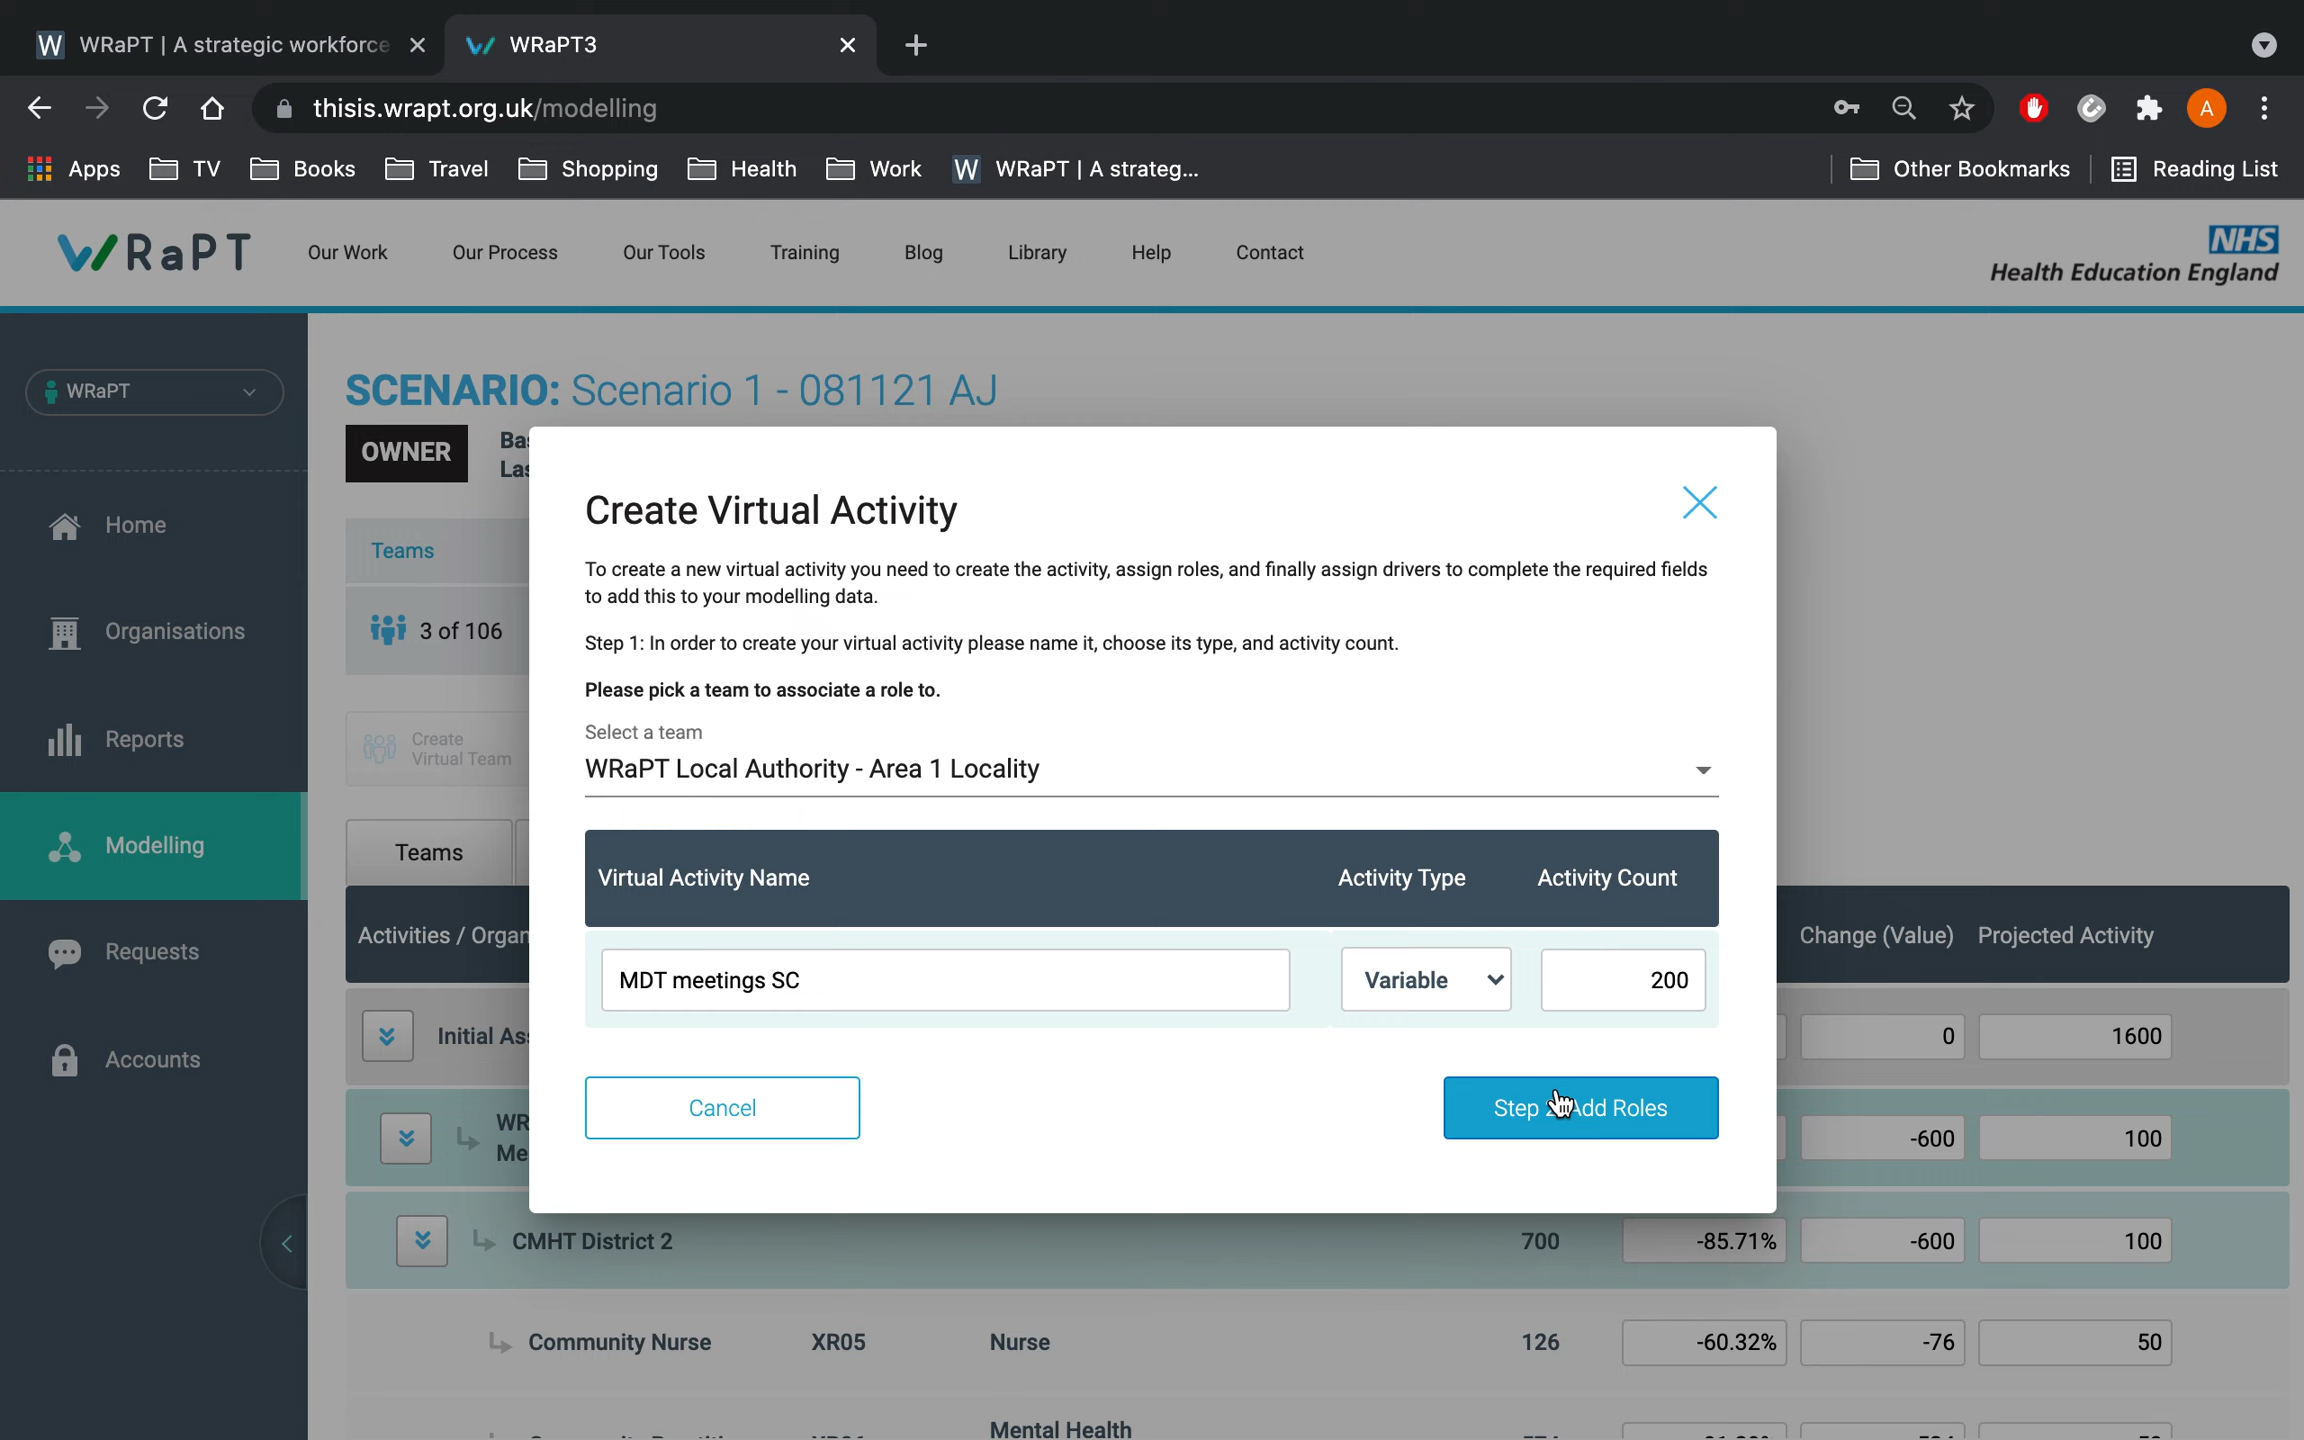 WRaPT | A strategic workforce
WRaPT3
thisis.wrapt.org.uk/modelling
A
Apps
TV
Books
Travel
Shopping
Health
Work
W WRaPT | A strateg...
Other Bookmarks
Reading List
WRaPT
Our Work
Our Process
Our Tools
Training
Blog
Library
Help
Contact
NHS
Health Education England
WRaPT
Home
Organisations
Reports
Modelling
Requests
Accounts
SCENARIO: Scenario 1 - 081121 AJ
OWNER
Teams
3 of 106
Create
Virtual Team
Teams
Create Virtual Activity
To create a new virtual activity you need to create the activity, assign roles, and finally assign drivers to complete the required fields
to add this to your modelling data.
Step 1: In order to create your virtual activity please name it, choose its type, and activity count.
Please pick a team to associate a role to.
Select a team
WRaPT Local Authority - Area 1 Locality
Virtual Activity Name Activity Type Activity Count
MDT meetings SC Variable 200
Cancel
Step Add Roles
Activities / Change (Value) Projected Activity
Initial 0 1600
-600 100
CMHT District 2 700 -85.71% -600 100
Community Nurse XR05 Nurse 126 -60.32% -76 50
Mental Health